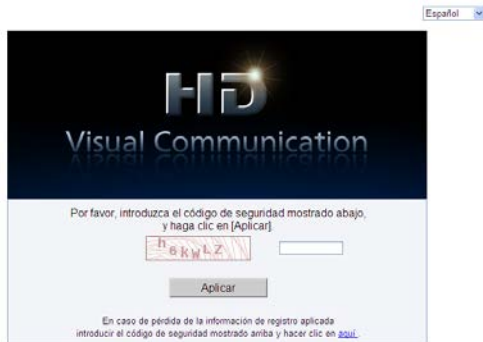 Español
HD
Visual Communication
Por favor, introduzca el código de seguridad mostrado abajo,
y haga clic en [Aplicar].
h6kWLZ
Aplicar
En caso de pérdida de la información de registro aplicada
introducir el código de seguridad mostrado arriba y hacer clic en aquí.